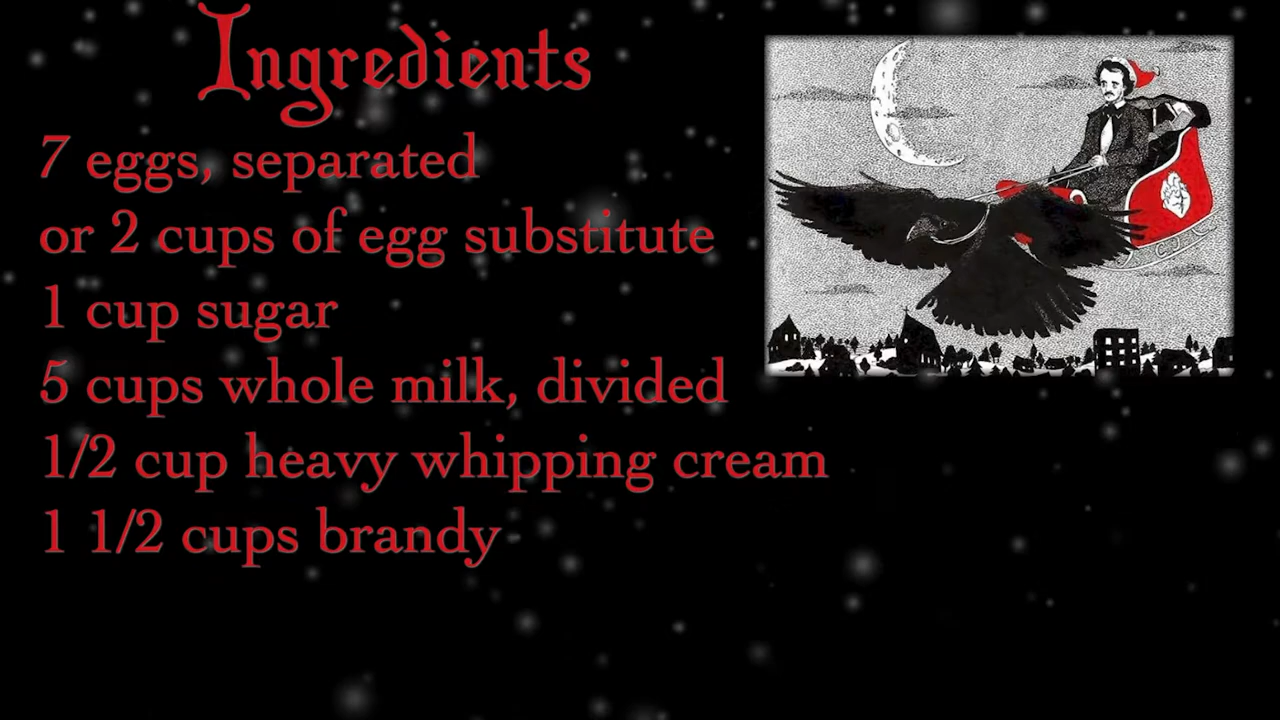 Ingredients
7 eggs, separated
or 2 cups of egg substitute
1 cup sugar
5 cups whole milk, divided
1/2 cup heavy whipping cream
1 1/2 cups brandy